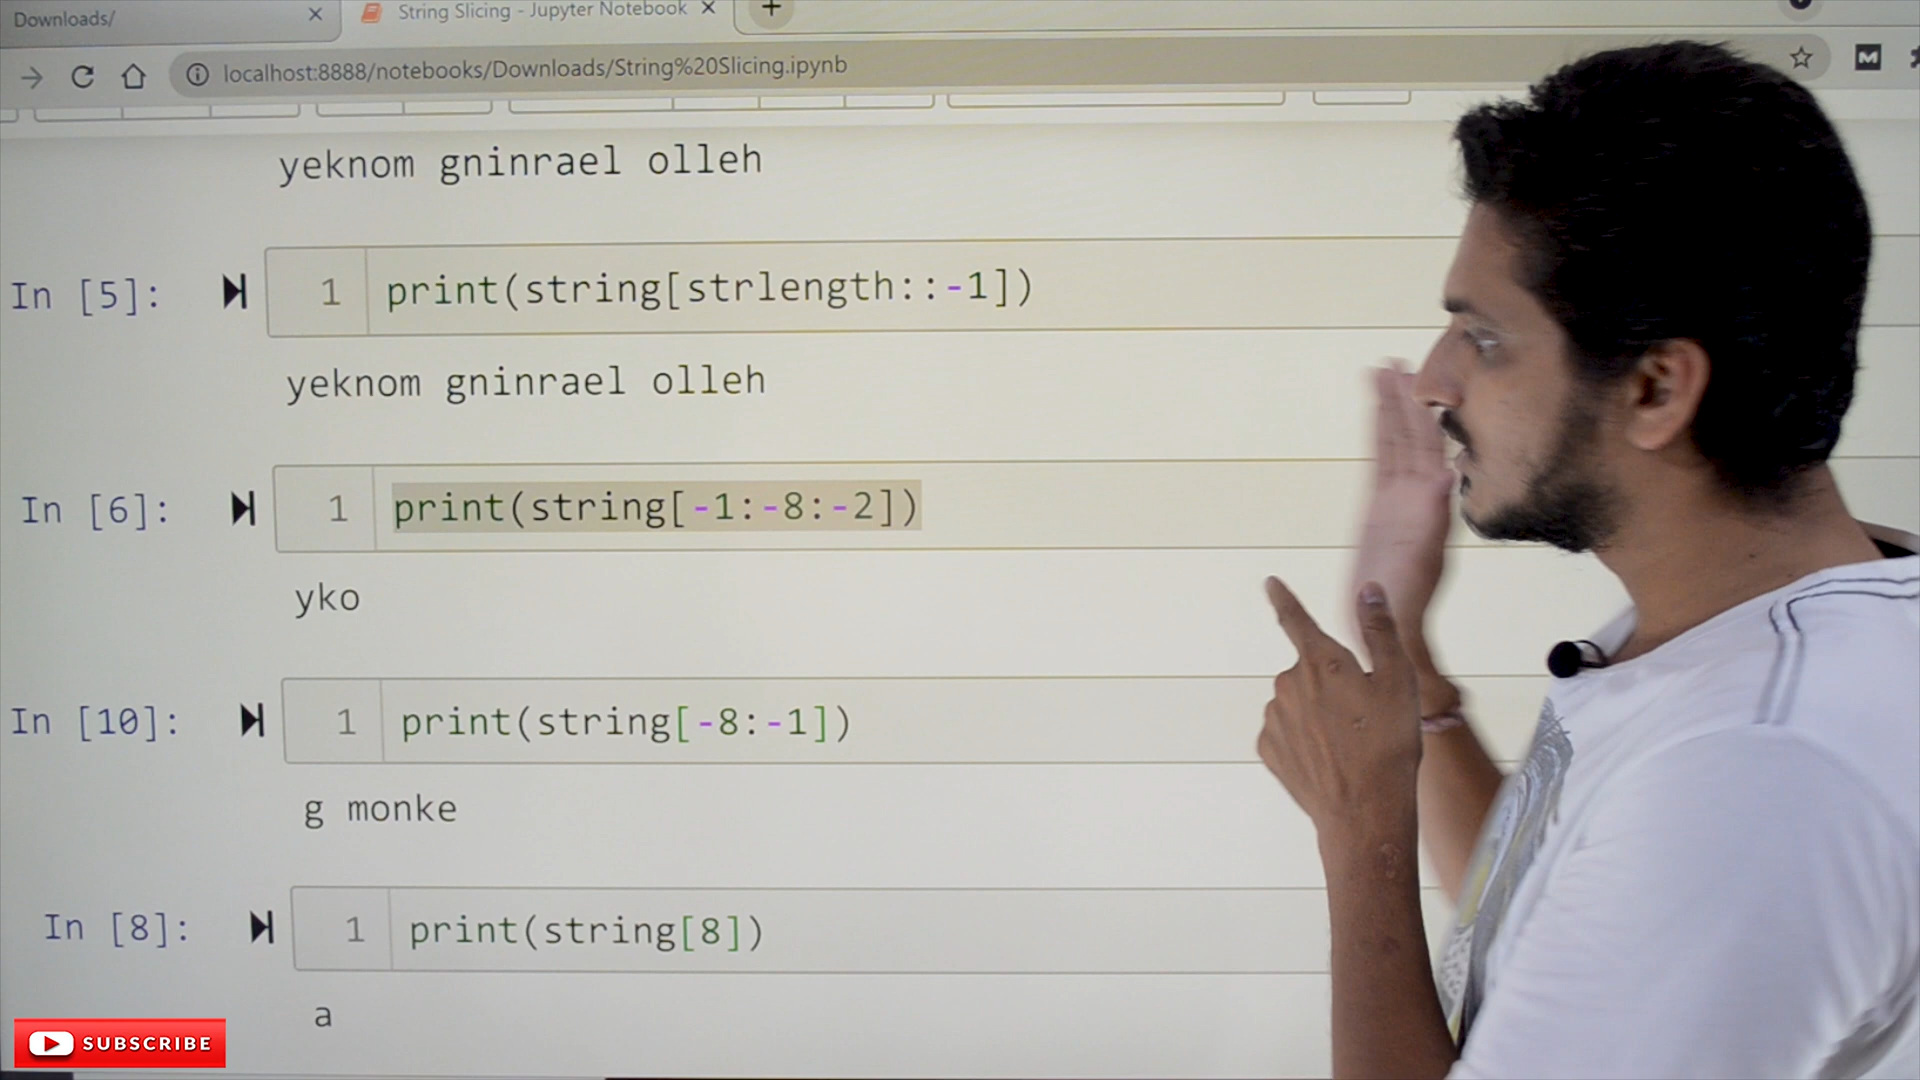 Downloads/
String Slicing - Jupyter Notebook
localhost:8888/notebooks/Downloads/String%20Slicing.ipynb
yeknom gninrael olleh
In [5]: 1 print(string[strlength::-1])
yeknom gninrael olleh
In [6]: 1 print(string[-1:-8:-2])
yko
In [10]: 1 print(string[-8:-1])
g monke
In [8]: 1 print(string[8])
a
SUBSCRIBE